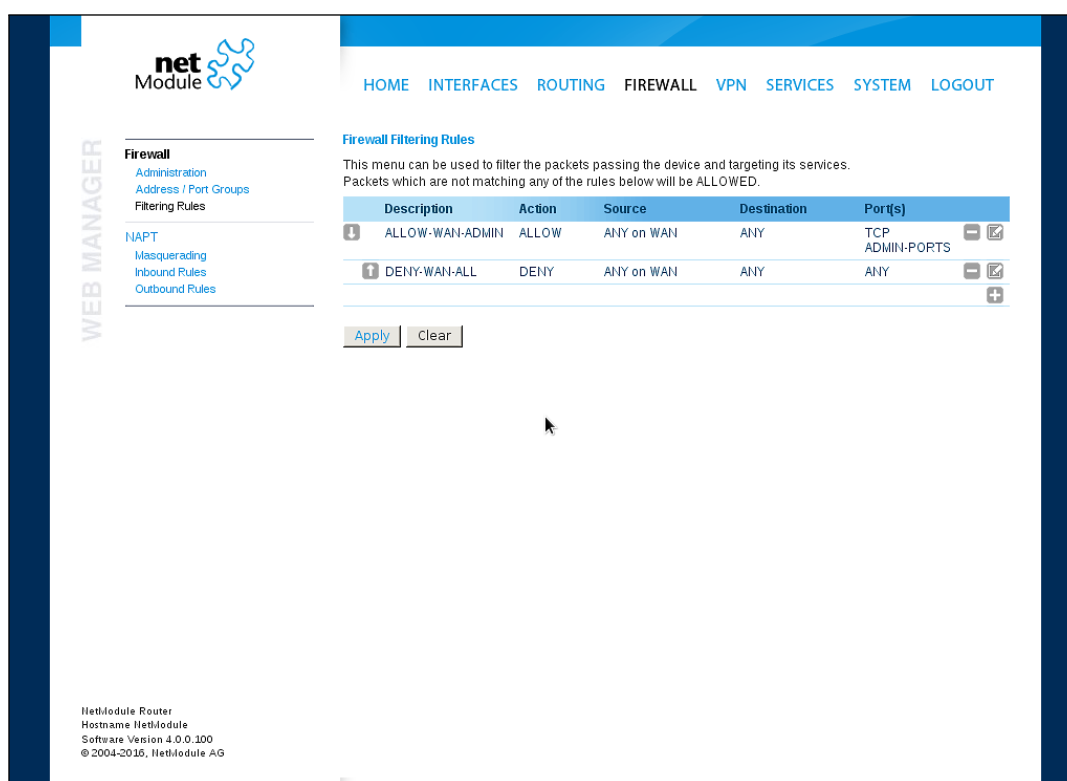 net
Module
HOME INTERFACES ROUTING FIREWALL VPN SERVICES SYSTEM LOGOUT
WEB MANAGER
Firewall
Administration
Address / Port Groups
Filtering Rules
NAPT
Masquerading
Inbound Rules
Outbound Rules
Firewall Filtering Rules
This menu can be used to filter the packets passing the device and targeting its services.
Packets which are not matching any of the rules below will be ALLOWED.
Description Action Source Destination Port(s)
ALLOW-WAN-ADMIN ALLOW ANY on WAN ANY TCP
ADMIN-PORTS
DENY-WAN-ALL DENY ANY on WAN ANY ANY
Apply Clear
NetModule Router
Hostname NetModule
Software Version 4.0.0.100
© 2004-2016, NetModule AG